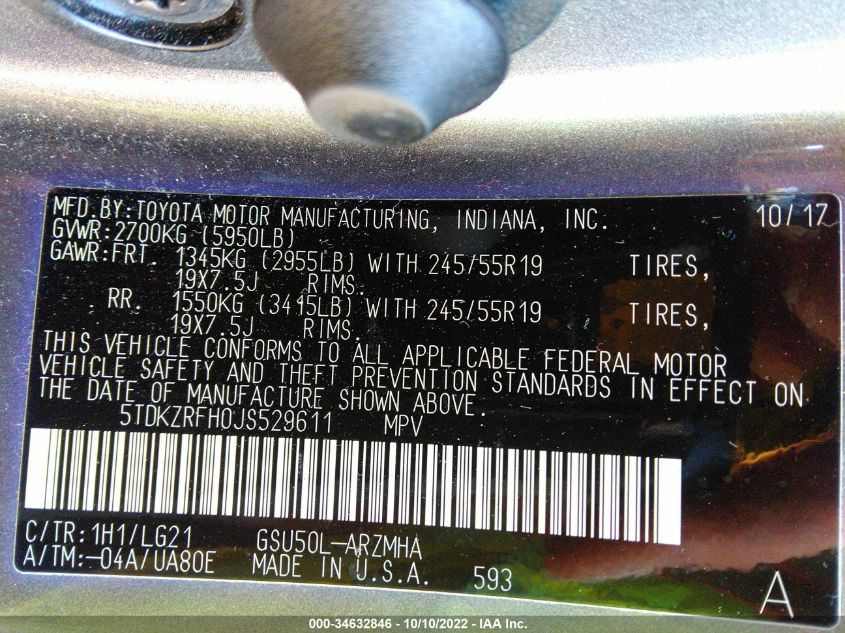 MFD.BY:TOYOTA MOTOR MANUFACTURING, INDIANA, INC. 10/17
GVWR:2700KG (5950LB)
GAWR:FRT. 1345KG (2955LB) WITH 245/55R19 TIRES,
19X7.5J RIMS.
RR. 1550KG (3415LB) WITH 245/55R19 TIRES,
19X7.5J RIMS.
THIS VEHICLE CONFORMS TO ALL APPLICABLE FEDERAL MOTOR
VEHICLE SAFETY AND THEFT PREVENTION STANDARDS IN EFFECT ON
THE DATE OF MANUFACTURE SHOWN ABOVE.
5TDKZRFH0JS529611 MPV
C/TR:1H1/LG21 GSU50L-ARZMHA
A/TM:-04A/UA80E MADE IN U.S.A. 593 A
000-34632846 - 10/10/2022 - IAA Inc.